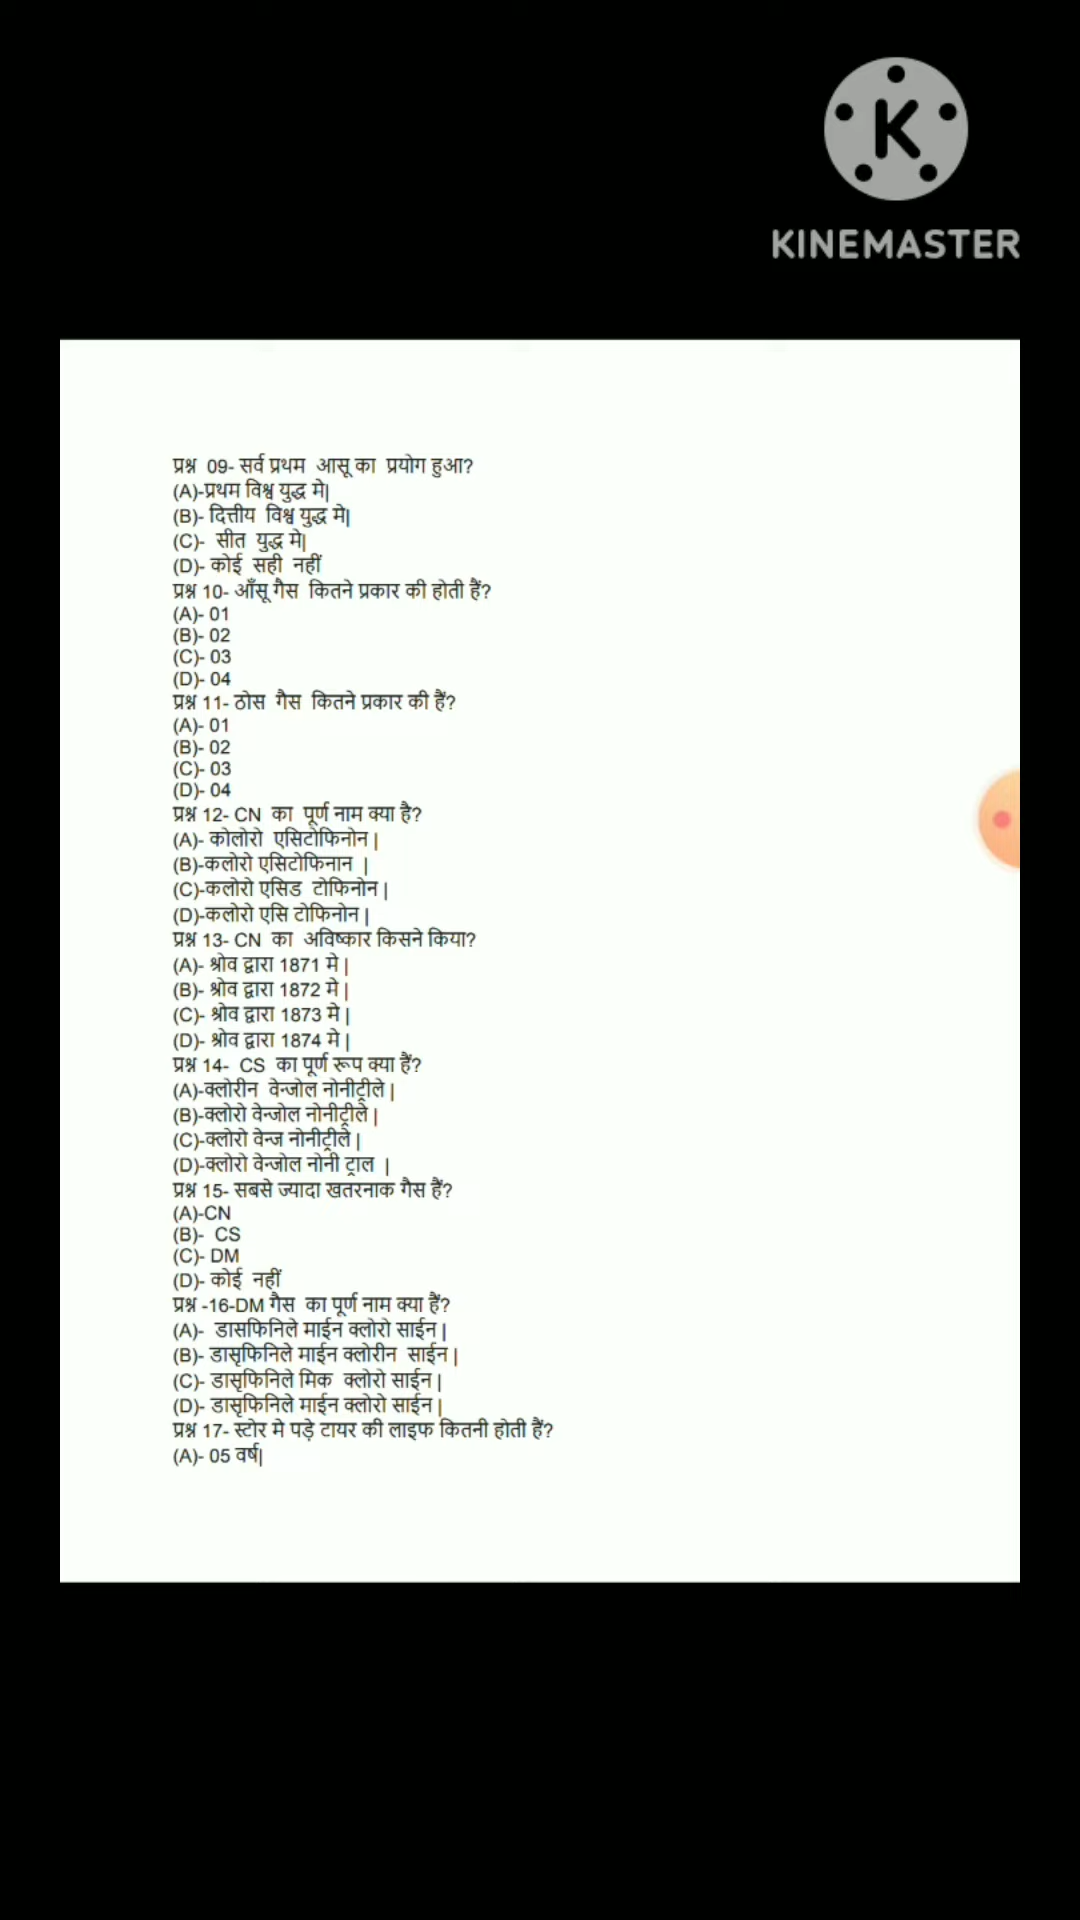 KINEMASTER
प्रश्न 09- सर्व प्रथम आसू का प्रयोग हुआ?
(A)-प्रथम विश्व युद्ध मे|
(B)- दित्तीय विश्व युद्ध मे|
(C)- सीत युद्ध मे|
(D)- कोई सही नहीं
प्रश्न 10- आँसू गैस कितने प्रकार की होती हैं?
(A)- 01
(B)- 02
(C)- 03
(D)- 04
प्रश्न 11- ठोस गैस कितने प्रकार की हैं?
(A)- 01
(B)- 02
(C)- 03
(D)- 04
प्रश्न 12- CN का पूर्ण नाम क्या है?
(A)- कोलोरो एसिटोफिनोन |
(B)-कलोरो एसिटोफिनान |
(C)-कलोरो एसिड टोफिनोन |
(D)-कलोरो एसि टोफिनोन |
प्रश्न 13- CN का अविष्कार किसने किया?
(A)- श्रोव द्वारा 1871 मे |
(B)- श्रोव द्वारा 1872 मे |
(C)- श्रोव द्वारा 1873 मे |
(D)- श्रोव द्वारा 1874 मे |
प्रश्न 14- CS का पूर्ण रूप क्या हैं?
(A)-क्लोरीन वेन्जोल नोनीट्रीले |
(B)-क्लोरो वेन्जोल नोनीट्रीले |
(C)-क्लोरो वेन्ज नोनीट्रीले |
(D)-क्लोरो वेन्जोल नोनी ट्राल |
प्रश्न 15- सबसे ज्यादा खतरनाक गैस हैं?
(A)-CN
(B)- CS
(C)- DM
(D)- कोई नहीं
प्रश्न -16-DM गैस का पूर्ण नाम क्या हैं?
(A)- डासफिनिले माईन क्लोरो साईन |
(B)- डासृफिनिले माईन क्लोरीन साईन |
(C)- डासृफिनिले मिक क्लोरो साईन |
(D)- डासृफिनिले माईन क्लोरो साईन |
प्रश्न 17- स्टोर मे पड़े टायर की लाइफ कितनी होती हैं?
(A)- 05 वर्ष|